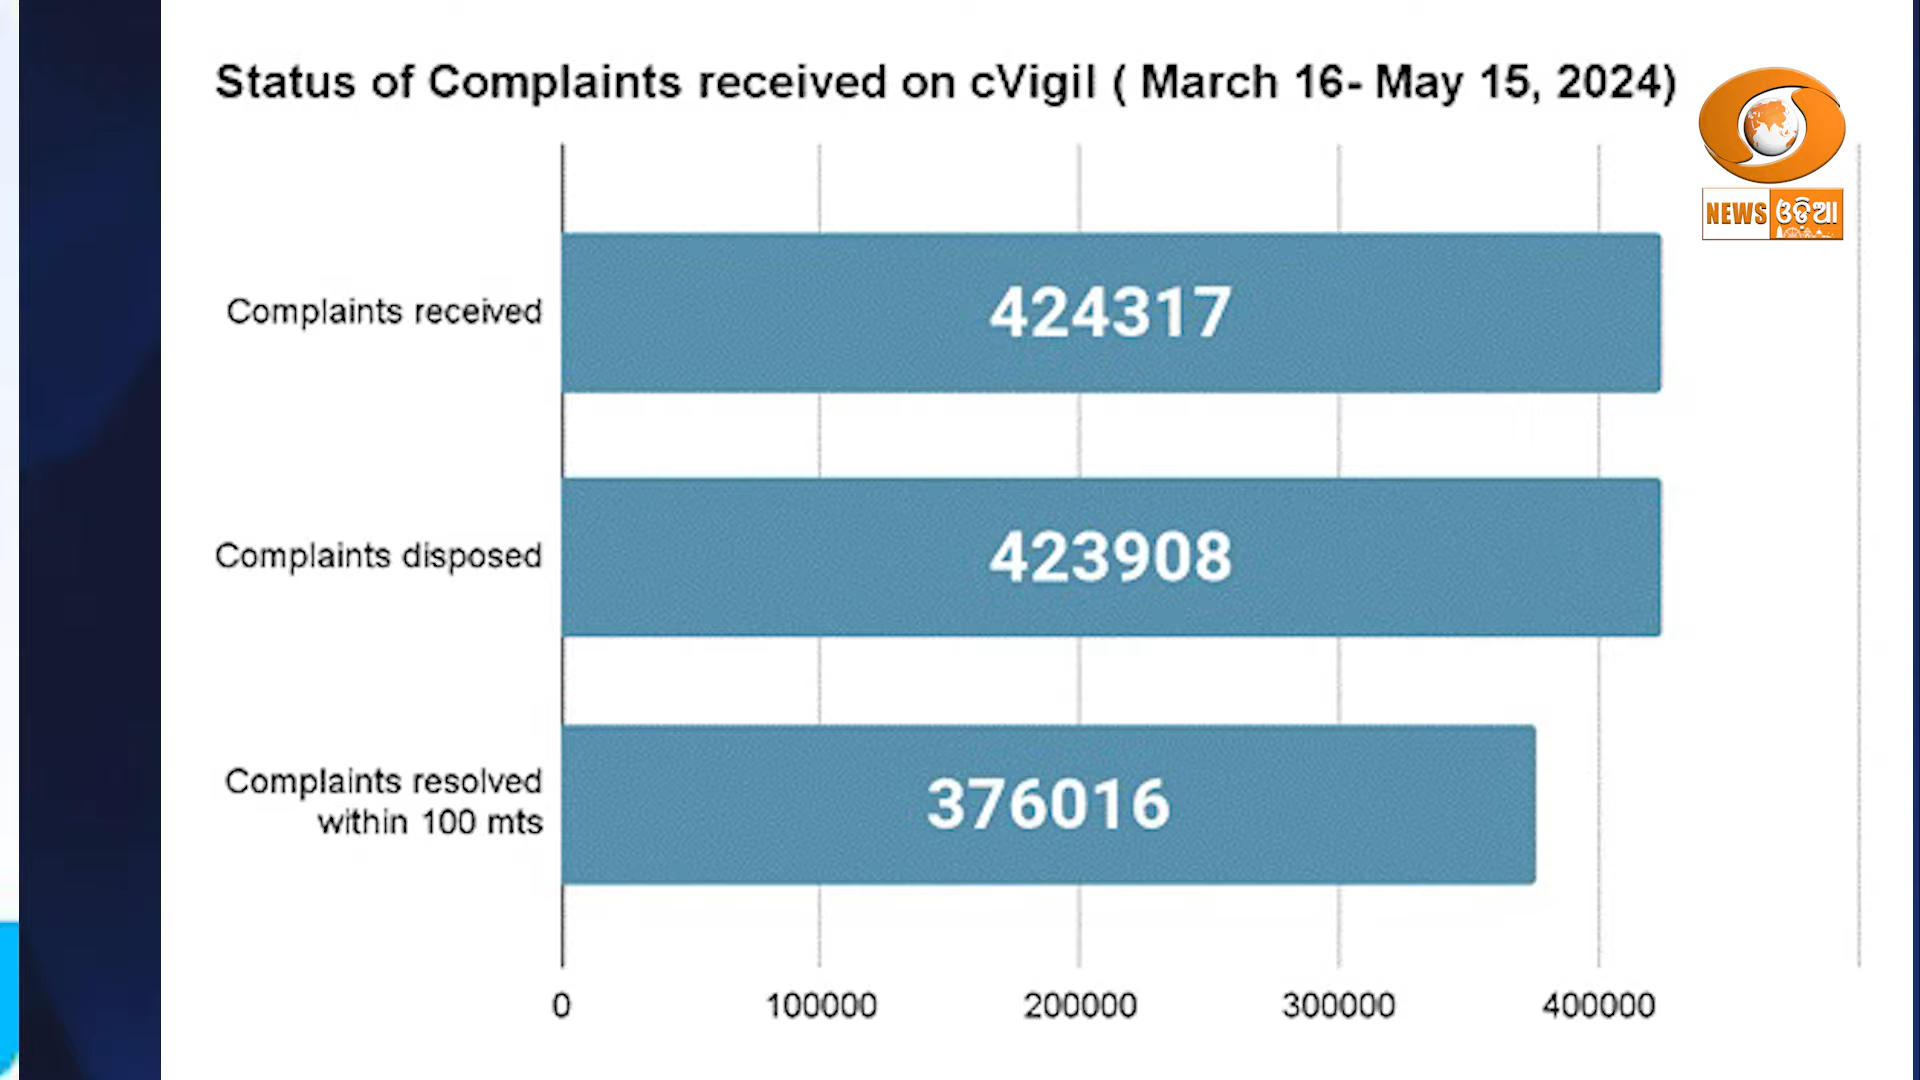 Status of Complaints received on cVigil ( March 16- May 15, 2024)
NEWS ଓଡ଼ିଆ
Complaints received
424317
Complaints disposed
423908
Complaints resolved
within 100 mts
376016
0
100000
200000
300000
400000